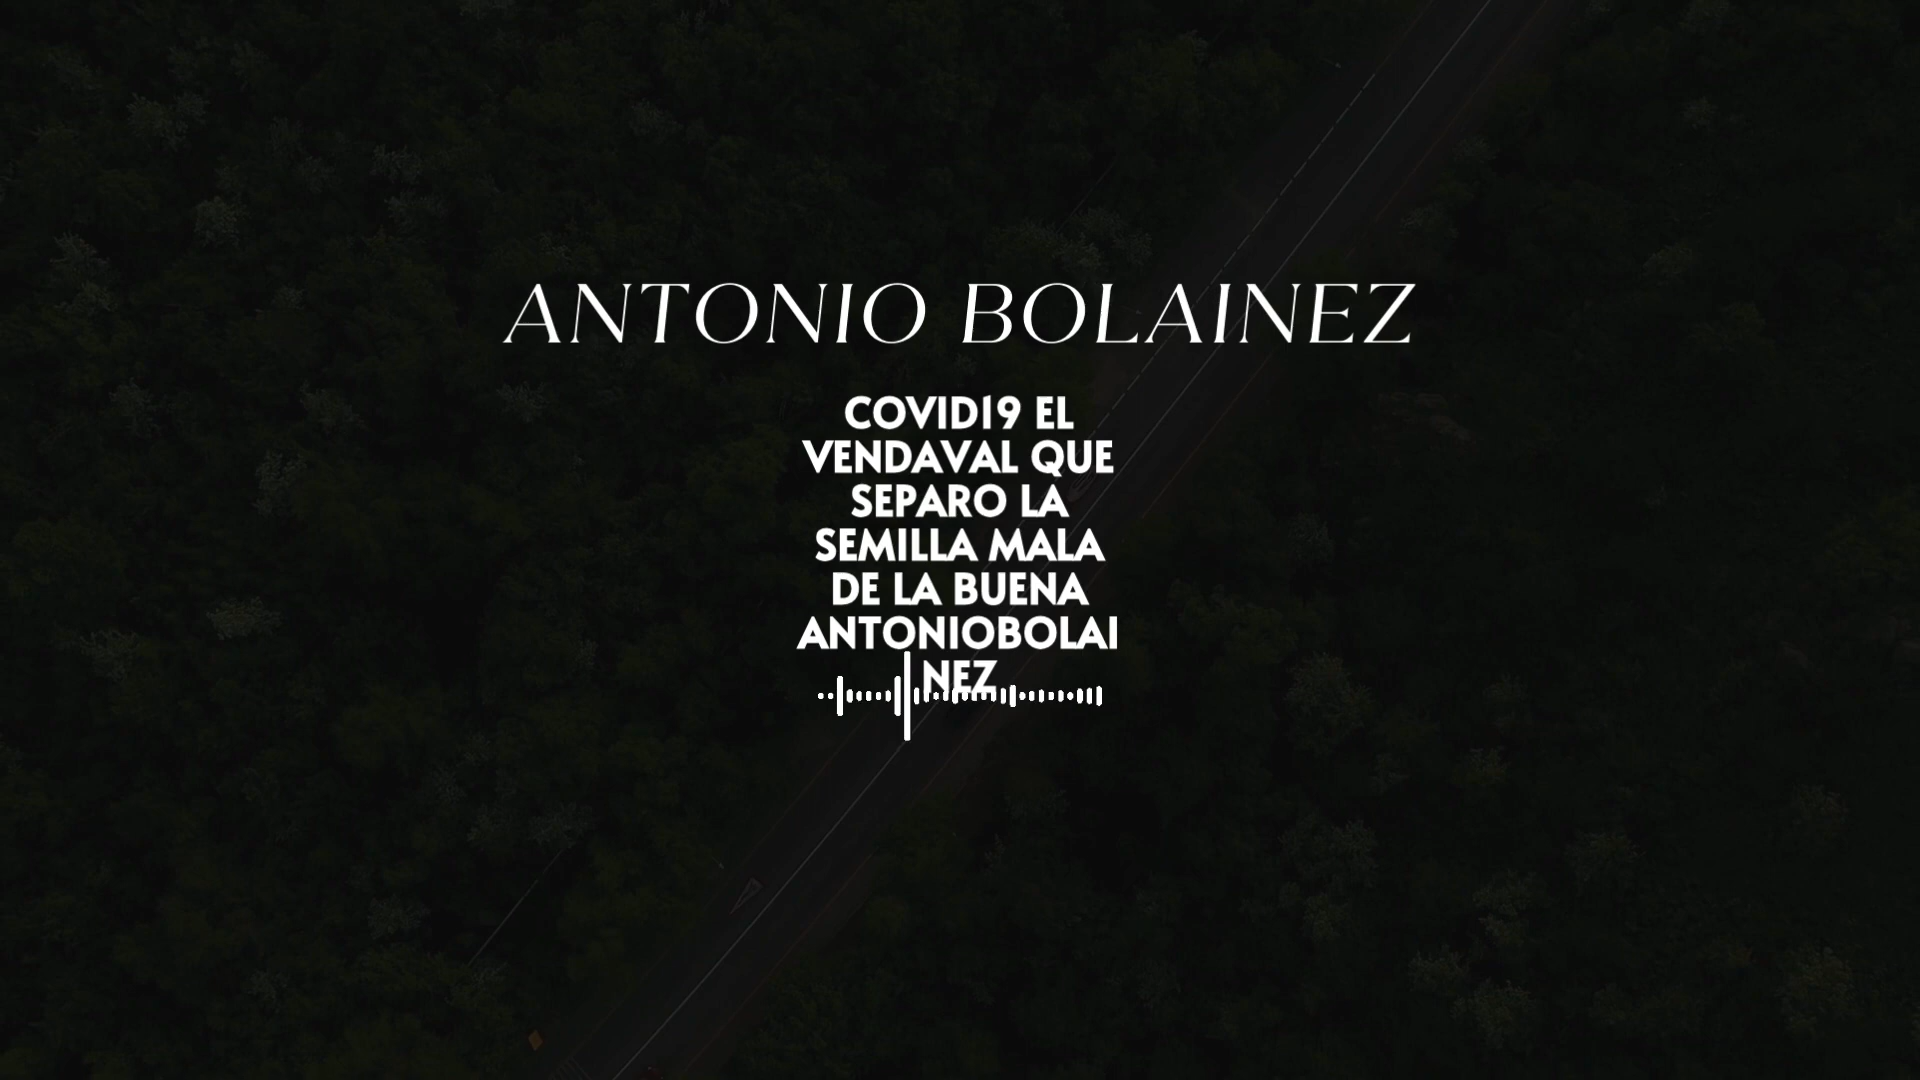 ANTONIO BOLAINEZ
COVID19 EL
VENDAVAL QUE
SEPARO LA
SEMILLA MALA
DE LA BUENA
ANTONIOBOLAI
NEZ